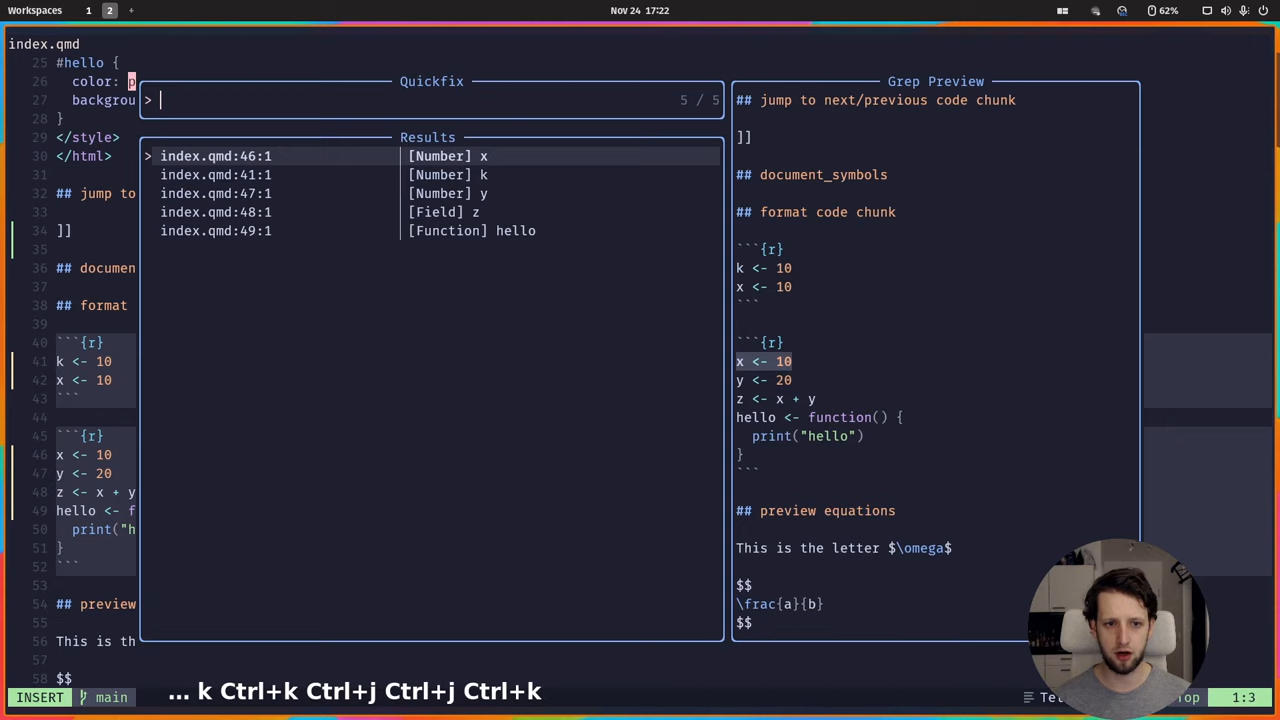 Workspaces 1 2 + Nov 24 17:22 62%
index.qmd
25 #hello {
26 color: p
27 backgrou
28 }
29 </style>
30 </html>
31
32 ## jump to
33
34 ]]
35
36 ## documen
37
38 ## format
39
40 ```{r}
41 k <- 10
42 x <- 10
43 ```
44
45 ```{r}
46 x <- 10
47 y <- 20
48 z <- x + y
49 hello <- f
50 print("h
51 }
52 ```
53
54 ## preview
55
56 This is th
57
58 $$
Quickfix
> 5 / 5
Results
> index.qmd:46:1 [Number] x
index.qmd:41:1 [Number] k
index.qmd:47:1 [Number] y
index.qmd:48:1 [Field] z
index.qmd:49:1 [Function] hello
Grep Preview
## jump to next/previous code chunk
]]
## document_symbols
## format code chunk
```{r}
k <- 10
x <- 10
```
```{r}
x <- 10
y <- 20
z <- x + y
hello <- function() {
print("hello")
}
```
## preview equations
This is the letter $\omega$
$$
\frac{a}{b}
$$
INSERT main ... k Ctrl+k Ctrl+j Ctrl+j Ctrl+k 1:3